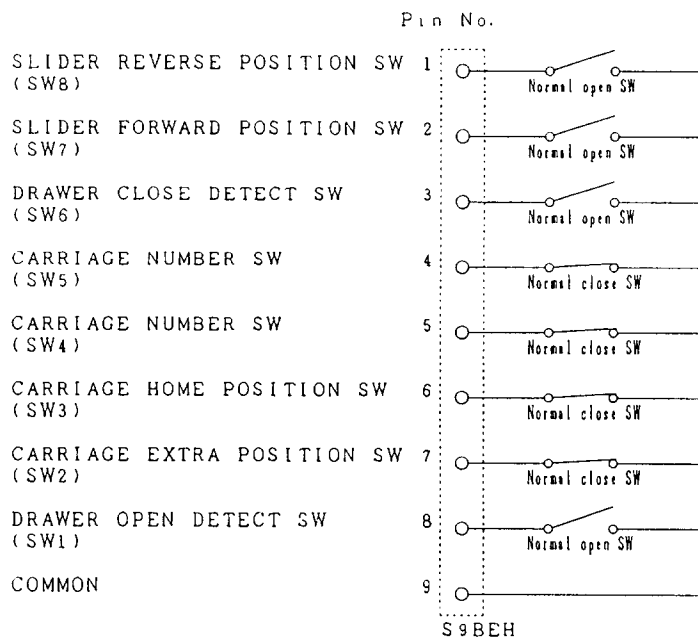 Pin No.
SLIDER REVERSE POSITION SW 1
(SW8)
Normal open SW
SLIDER FORWARD POSITION SW 2
(SW7)
Normal open SW
DRAWER CLOSE DETECT SW 3
(SW6)
Normal open SW
CARRIAGE NUMBER SW 4
(SW5)
Normal close SW
CARRIAGE NUMBER SW 5
(SW4)
Normal close SW
CARRIAGE HOME POSITION SW 6
(SW3)
Normal close SW
CARRIAGE EXTRA POSITION SW 7
(SW2)
Normal close SW
DRAWER OPEN DETECT SW 8
(SW1)
Normal open SW
COMMON 9
S9BEH